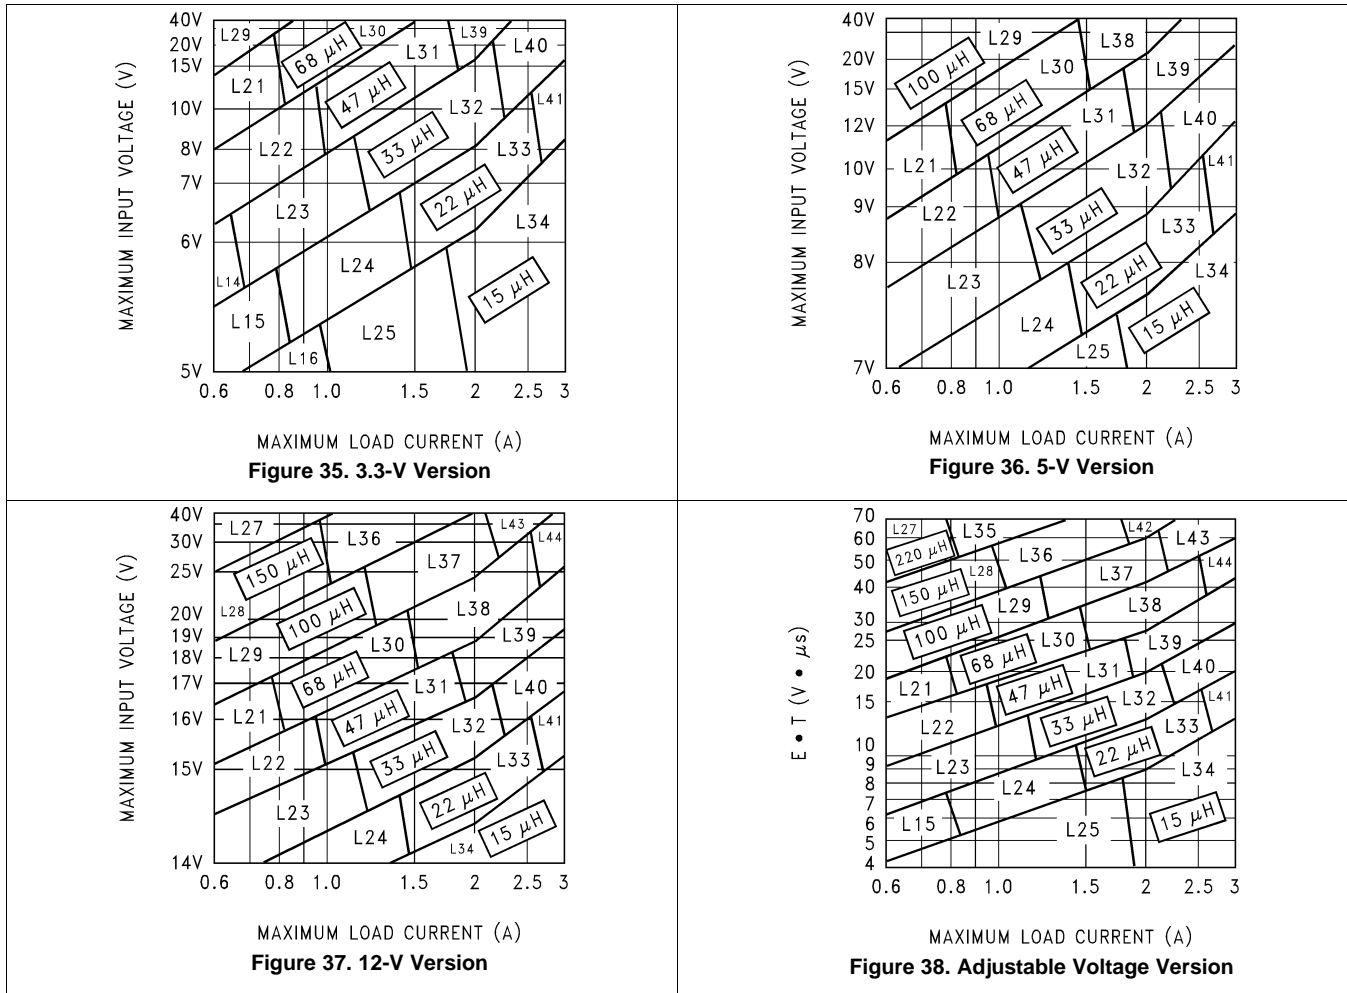 40V
20V
15V
10V
8V
7V
6V
5V
MAXIMUM INPUT VOLTAGE (V)
L29
L30
L39
L40
68 μH
L31
L21
47 μH
L32
L41
L22
33 μH
L33
L23
22 μH
L34
L14
L24
15 μH
L15
L25
L16
0.6 0.8 1.0 1.5 2 2.5 3
MAXIMUM LOAD CURRENT (A)
Figure 35. 3.3-V Version
40V
20V
15V
12V
10V
9V
8V
7V
MAXIMUM INPUT VOLTAGE (V)
L29
L38
100 μH
L30
L39
68 μH
L31
L40
L21
47 μH
L32
L41
L22
33 μH
L33
L23
22 μH
L34
L24
15 μH
L25
0.6 0.8 1.0 1.5 2 2.5 3
MAXIMUM LOAD CURRENT (A)
Figure 36. 5-V Version
40V
30V
25V
20V
19V
18V
17V
16V
15V
14V
MAXIMUM INPUT VOLTAGE (V)
L27
L36
L43
L44
150 μH
L37
L28
100 μH
L38
L29
L30
L39
68 μH
L31
L40
L21
47 μH
L32
L41
L22
33 μH
L33
L23
22 μH
L24
15 μH
L34
0.6 0.8 1.0 1.5 2 2.5 3
MAXIMUM LOAD CURRENT (A)
Figure 37. 12-V Version
70
60
50
40
30
25
20
15
10
9
8
7
6
5
4
E • T (V • μs)
L27
L35
L42
L43
220 μH
L36
L44
L28
L37
150 μH
L29
L38
100 μH
L30
L39
68 μH
L31
L40
L21
47 μH
L32
L41
L22
33 μH
L33
L23
22 μH
L34
L24
15 μH
L15
L25
0.6 0.8 1.0 1.5 2 2.5 3
MAXIMUM LOAD CURRENT (A)
Figure 38. Adjustable Voltage Version